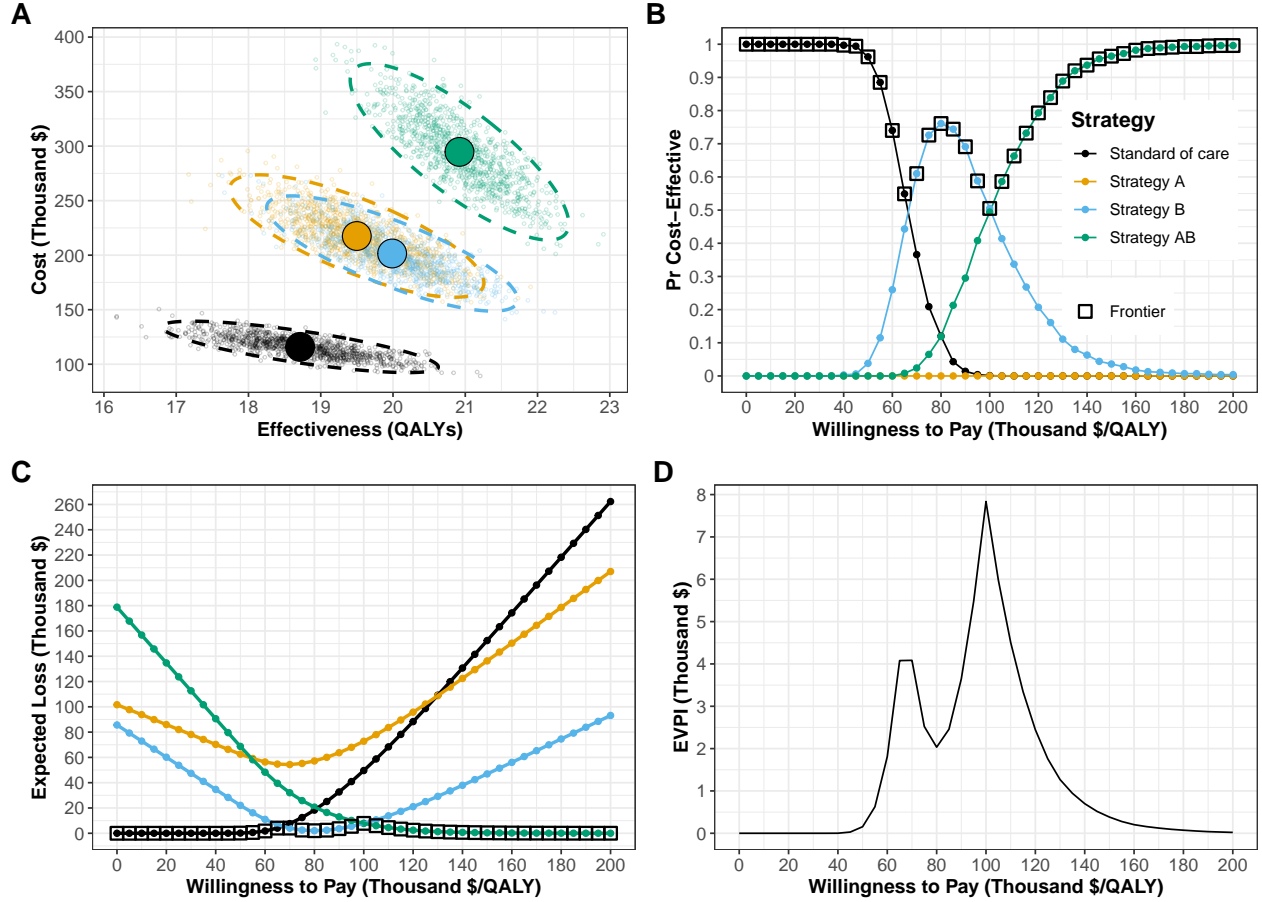 A
400
350
300
250
200
150
100
Cost (Thousand $)
16 17 18 19 20 21 22 23
Effectiveness (QALYs)
B
1
0.9
0.8
0.7
0.6
0.5
0.4
0.3
0.2
0.1
0
Pr Cost−Effective
Strategy
Standard of care
Strategy A
Strategy B
Strategy AB
Frontier
0 20 40 60 80 100 120 140 160 180 200
Willingness to Pay (Thousand $/QALY)
C
260
240
220
200
180
160
140
120
100
80
60
40
20
0
Expected Loss (Thousand $)
0 20 40 60 80 100 120 140 160 180 200
Willingness to Pay (Thousand $/QALY)
D
8
7
6
5
4
3
2
1
0
EVPI (Thousand $)
0 20 40 60 80 100 120 140 160 180 200
Willingness to Pay (Thousand $/QALY)